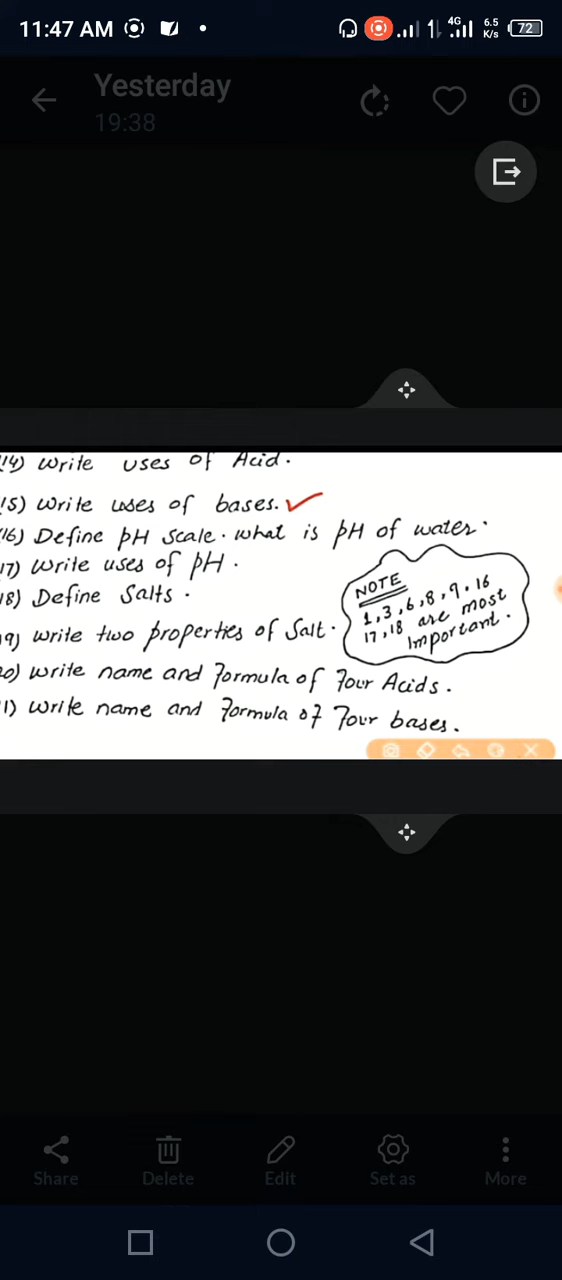 11:47 AM
4G 6.5 K/s 72
Yesterday
19:38
14) Write uses of Acid.
15) Write uses of bases.
16) Define pH Scale. What is pH of water.
17) Write uses of pH.
18) Define Salts.
9) Write two properties of Salt.
0) Write name and Formula of Four Acids.
1) Write name and Formula of Four bases.
NOTE
1,3,6,8,9,16
17,18 are most
Important.
Share Delete Edit Set as More